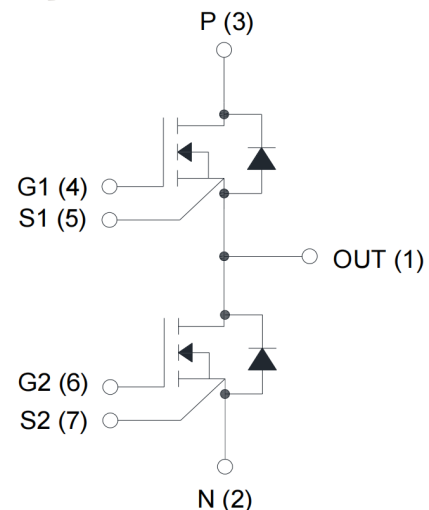 P (3)
G1 (4)
S1 (5)
OUT (1)
G2 (6)
S2 (7)
N (2)